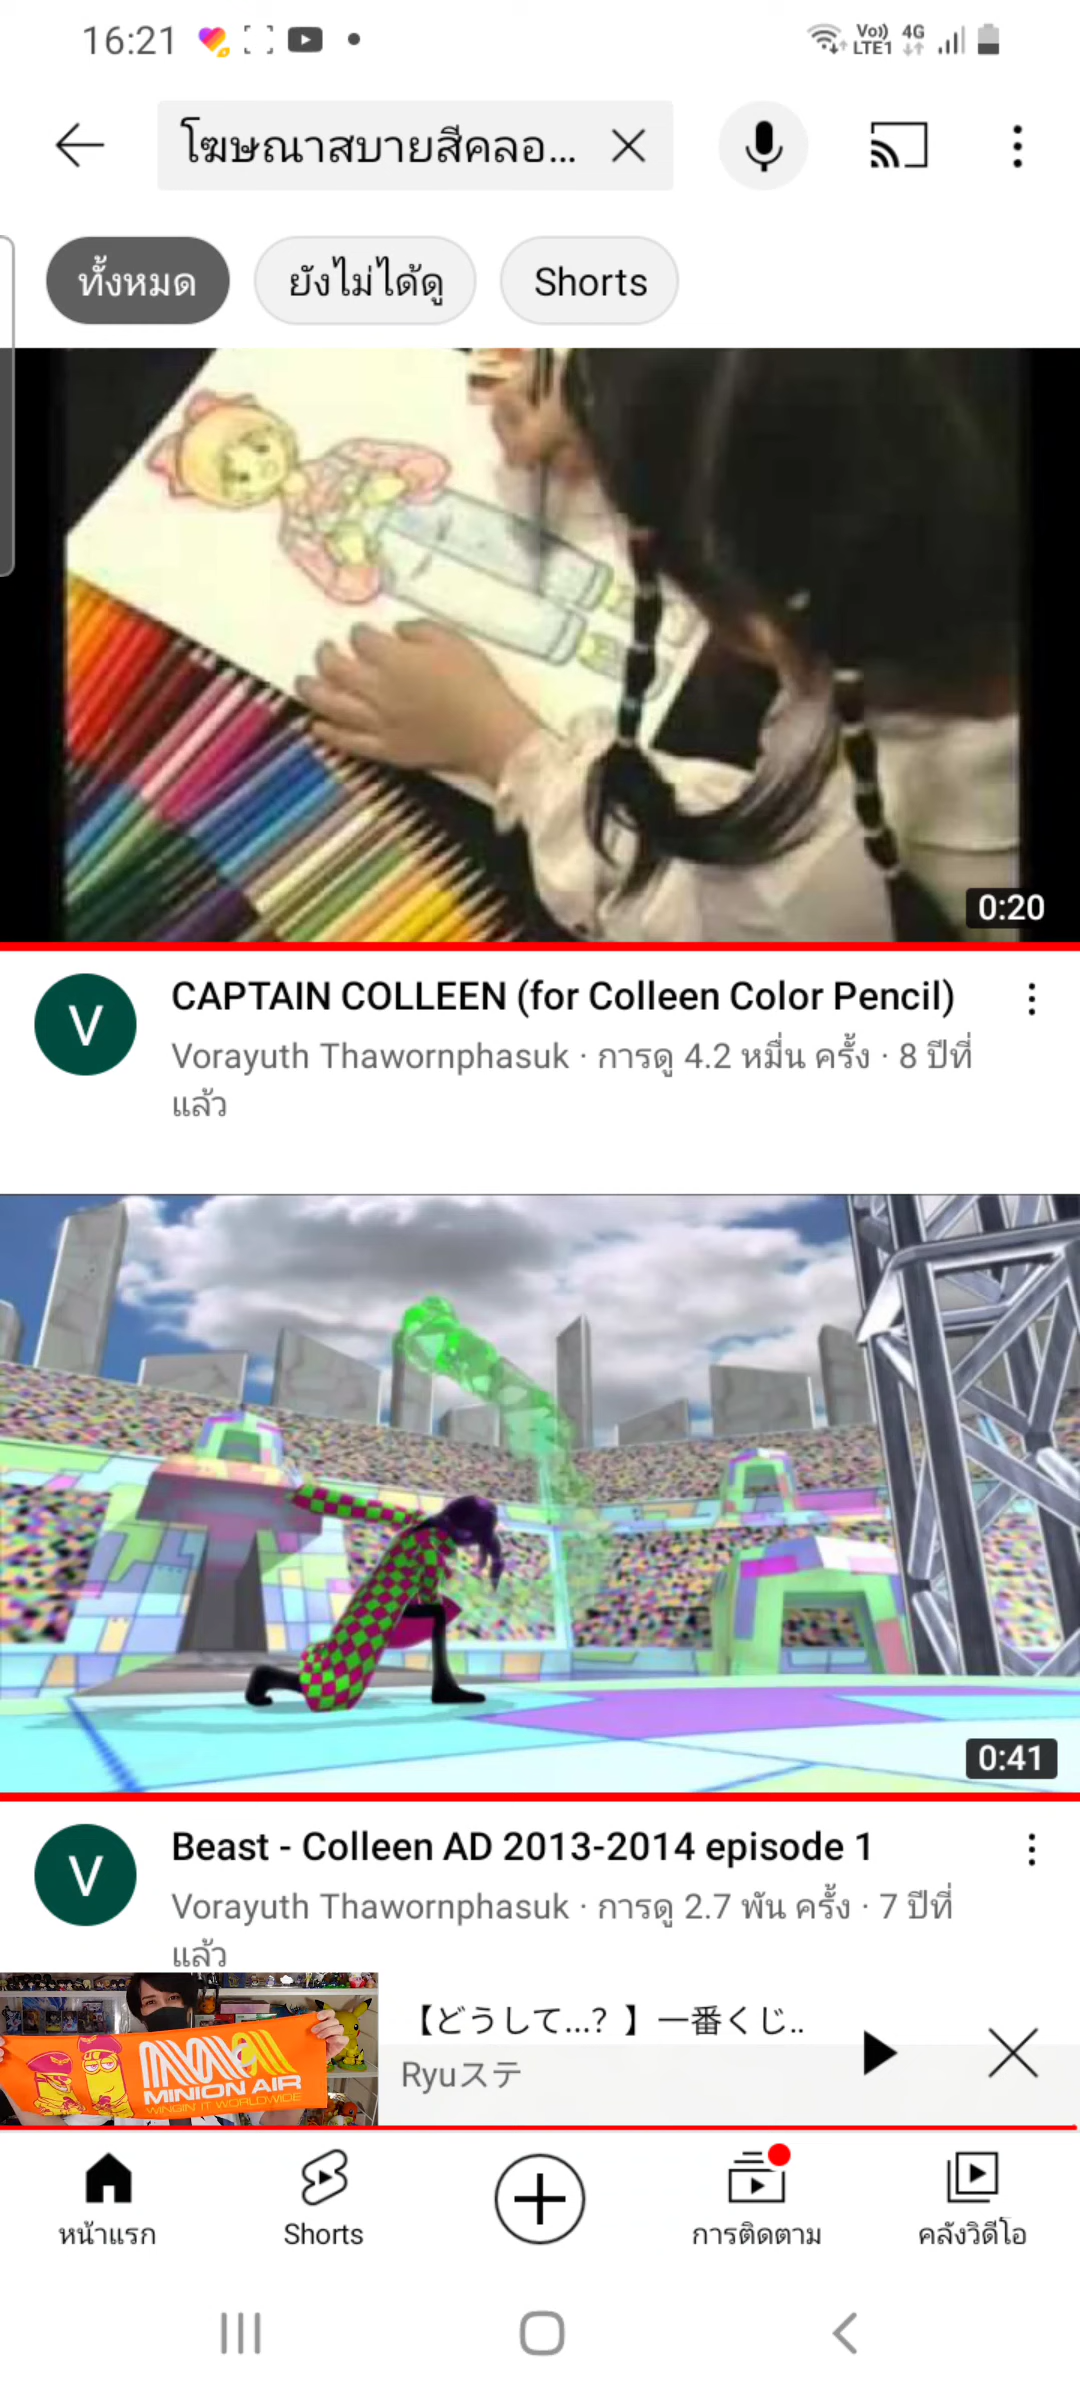 16:21
Vo)) LTE1 4G
โฆษณาสบายสีคลอ...
ทั้งหมด ยังไม่ได้ดู Shorts
0:20
V
CAPTAIN COLLEEN (for Colleen Color Pencil)
Vorayuth Thawornphasuk · การดู 4.2 หมื่น ครั้ง · 8 ปีที่
แล้ว
0:41
V
Beast - Colleen AD 2013-2014 episode 1
Vorayuth Thawornphasuk · การดู 2.7 พัน ครั้ง · 7 ปีที่
แล้ว
MINION AIR
WINGIN' IT WORLDWIDE
【どうして...? 】一番くじ..
Ryuステ
หน้าแรก Shorts การติดตาม คลังวิดีโอ